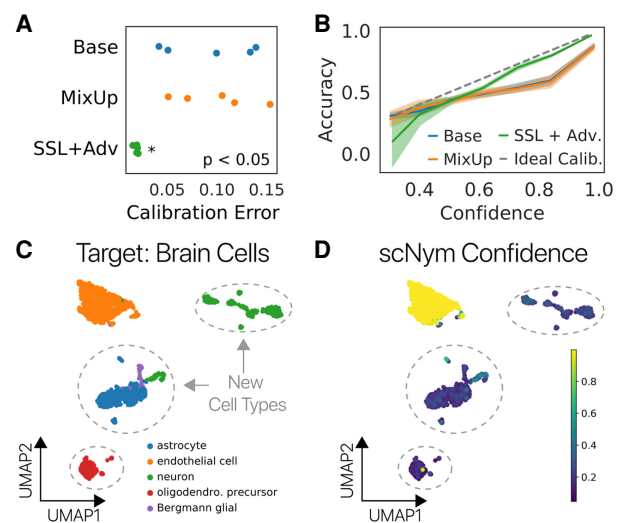 A
Base
MixUp
SSL+Adv
*
p < 0.05
0.05 0.10 0.15
Calibration Error
B
Accuracy
1.0
0.5
0.0
Base
MixUp
SSL + Adv.
Ideal Calib.
0.4 0.6 0.8 1.0
Confidence
C
Target: Brain Cells
New
Cell Types
UMAP2
UMAP1
astrocyte
endothelial cell
neuron
oligodendro. precursor
Bergmann glial
D
scNym Confidence
0.8
0.6
0.4
0.2
UMAP2
UMAP1